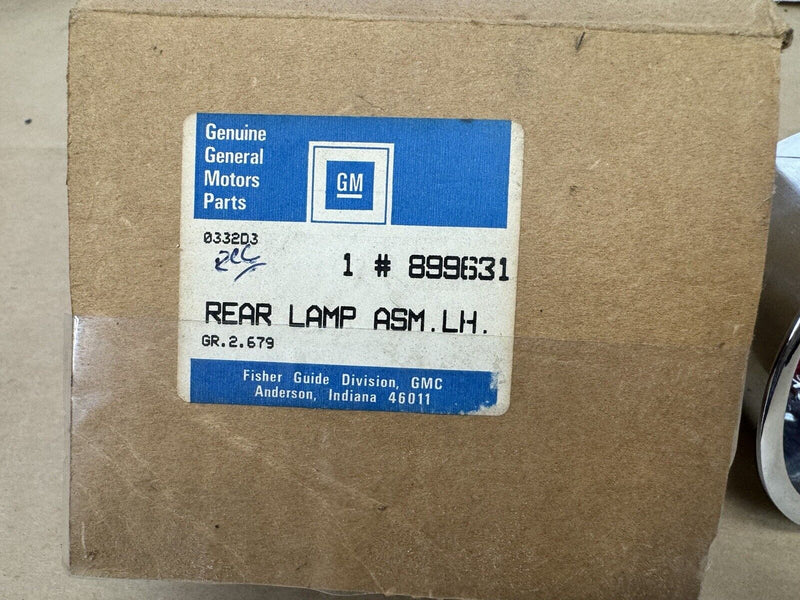 Genuine
General
Motors
Parts
GM
0332D3
1 # 899631
REAR LAMP ASM.LH.
GR.2.679
Fisher Guide Division, GMC
Anderson, Indiana 46011